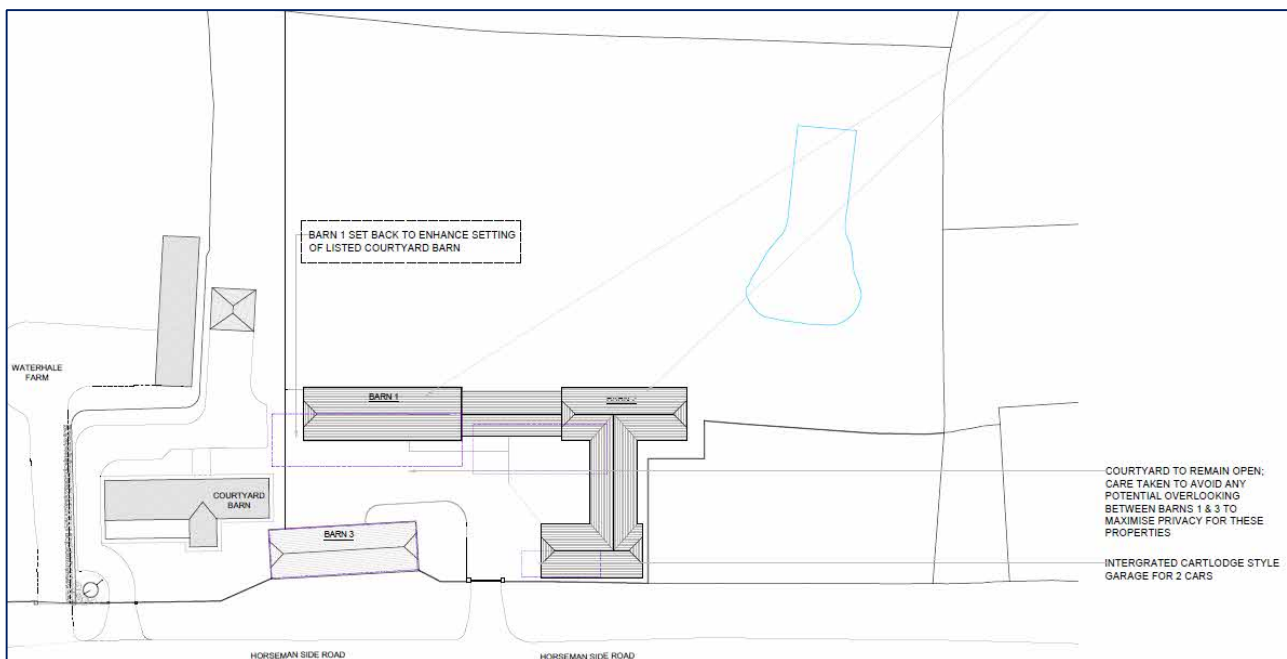 BARN 1 SET BACK TO ENHANCE SETTING
OF LISTED COURTYARD BARN
WATERHALE
FARM
BARN 1
BARN 2
COURTYARD
BARN
BARN 3
COURTYARD TO REMAIN OPEN;
CARE TAKEN TO AVOID ANY
POTENTIAL OVERLOOKING
BETWEEN BARNS 1 & 3 TO
MAXIMISE PRIVACY FOR THESE
PROPERTIES
INTERGRATED CARTLODGE STYLE
GARAGE FOR 2 CARS
HORSEMAN SIDE ROAD
HORSEMAN SIDE ROAD